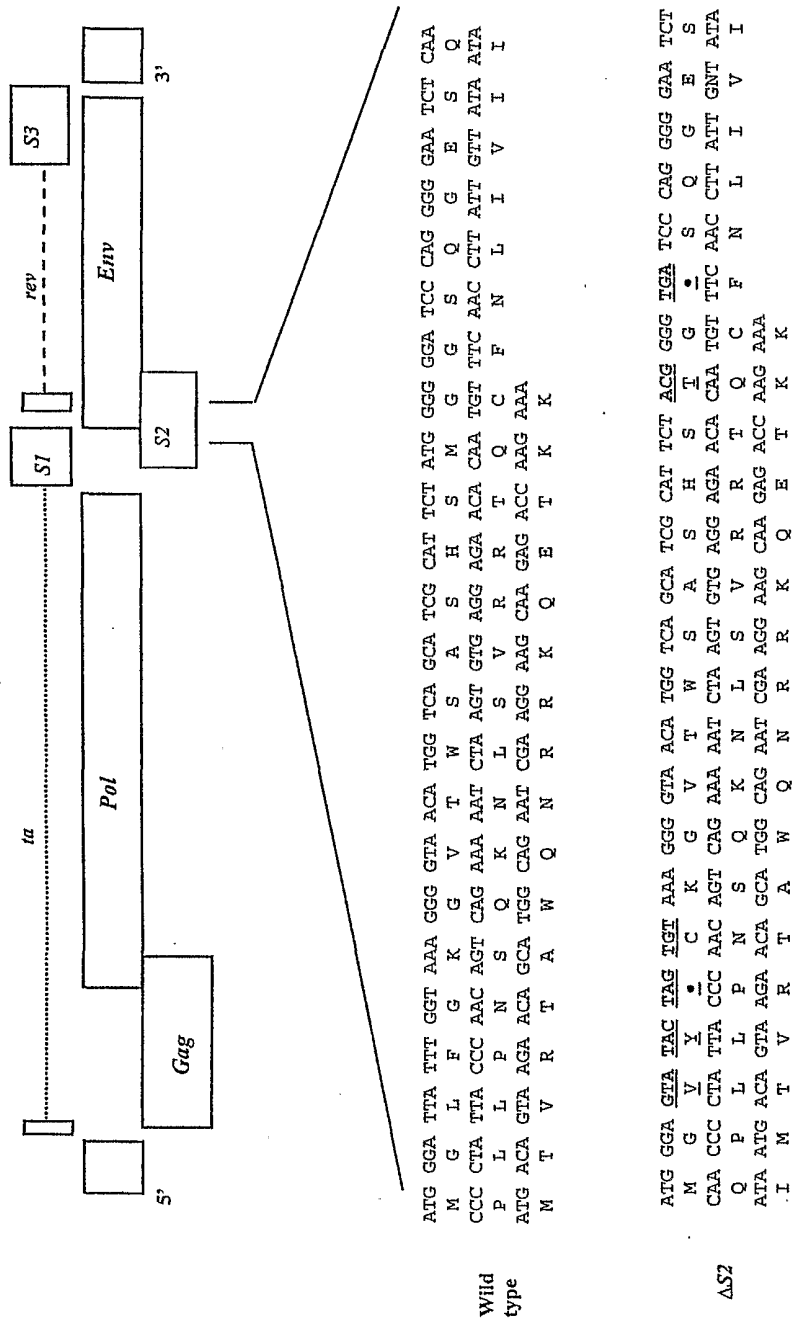 ta
S1
rev
S3
Pol
Env
Gag
S2
5'
3'
Wild
type
ATG GGA TTA TTT GGT AAA GGG GTA ACA TGG TCA GCA TCG CAT TCT ATG GGG GGA TCC CAG GGG GAA TCT CAA
M G L F G K G V T W S A S H S M G G S Q G E S Q
CCC CTA TTA CCC AAC AGT CAG AAA AAT CTA AGT GTG AGG AGA ACA CAA TGT TTC AAC CTT ATT GTT ATA ATA
P L L P N S Q K N L S V R R T Q C F N L I V I I
ATG ACA GTA AGA ACA GCA TGG CAG AAT CGA AGG AAG CAA GAG ACC AAG AAA
M T V R T A W Q N R R K Q E T K K
ΔS2
ATG GGA GTA TAC TAG TGT AAA GGG GTA ACA TGG TCA GCA TCG CAT TCT ACG GGG TGA TCC CAG GGG GAA TCT
M G V Y • C K G V T W S A S H S T G • S Q G E S
CAA CCC CTA TTA CCC AAC AGT CAG AAA AAT CTA AGT GTG AGG AGA ACA CAA TGT TTC AAC CTT ATT GNT ATA
Q P L L P N S Q K N L S V R R T Q C F N L I V I
ATA ATG ACA GTA AGA ACA GCA TGG CAG AAT CGA AGG AAG CAA GAG ACC AAG AAA
I M T V R T A W Q N R R K Q E T K K